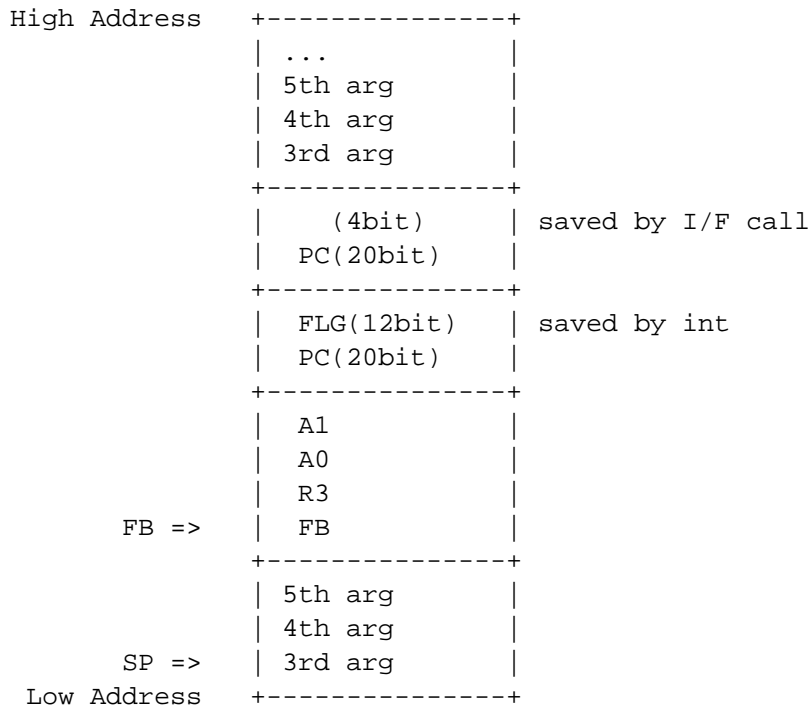 High Address   +---------------+
               | ...           |
               | 5th arg       |
               | 4th arg       |
               | 3rd arg       |
               +---------------+
               |    (4bit)     | saved by I/F call
               |  PC(20bit)    |
               +---------------+
               |  FLG(12bit)   | saved by int
               |  PC(20bit)    |
               +---------------+
               |  A1           |
               |  A0           |
               |  R3           |
       FB =>   |  FB           |
               +---------------+
               | 5th arg       |
               | 4th arg       |
       SP =>   | 3rd arg       |
 Low Address   +---------------+